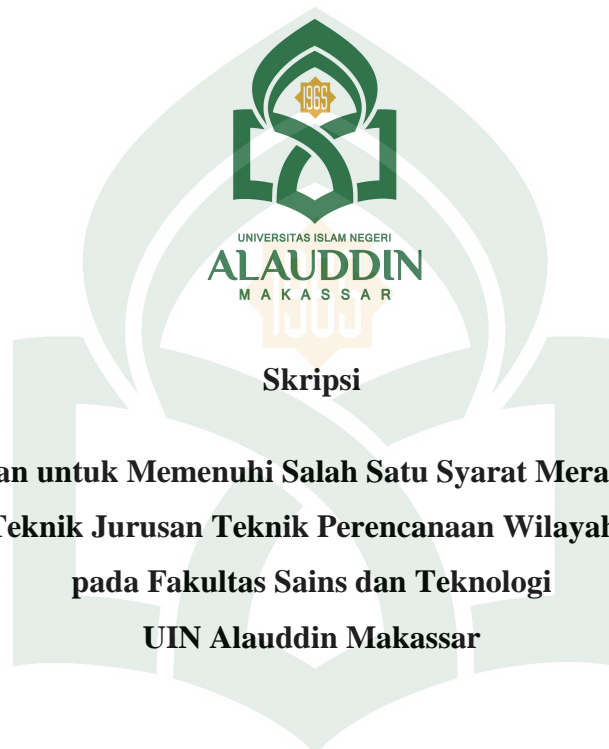 1965
UNIVERSITAS ISLAM NEGERI
ALAUDDIN
MAKASSAR
1965
Skripsi
an untuk Memenuhi Salah Satu Syarat Mera
Teknik Jurusan Teknik Perencanaan Wilayah
pada Fakultas Sains dan Teknologi
UIN Alauddin Makassar